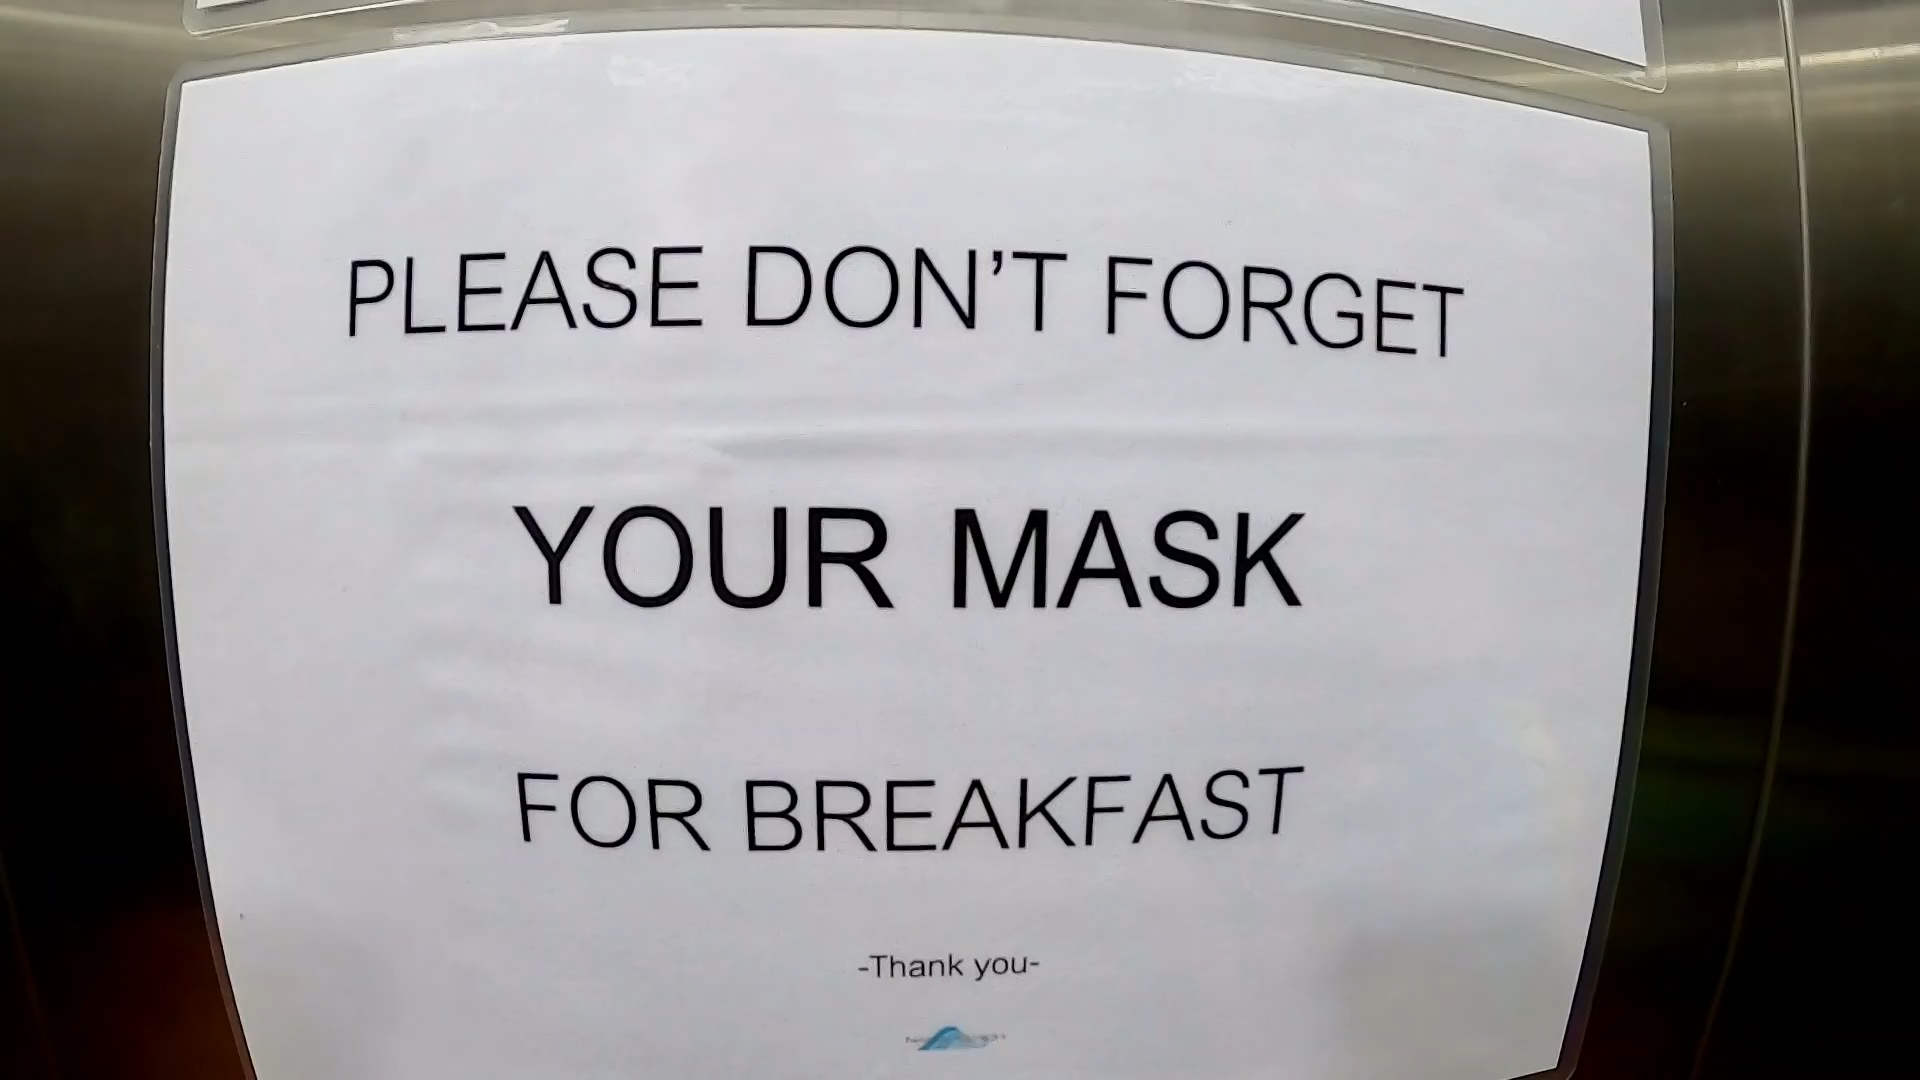 PLEASE DON'T FORGET
YOUR MASK
FOR BREAKFAST
-Thank you-